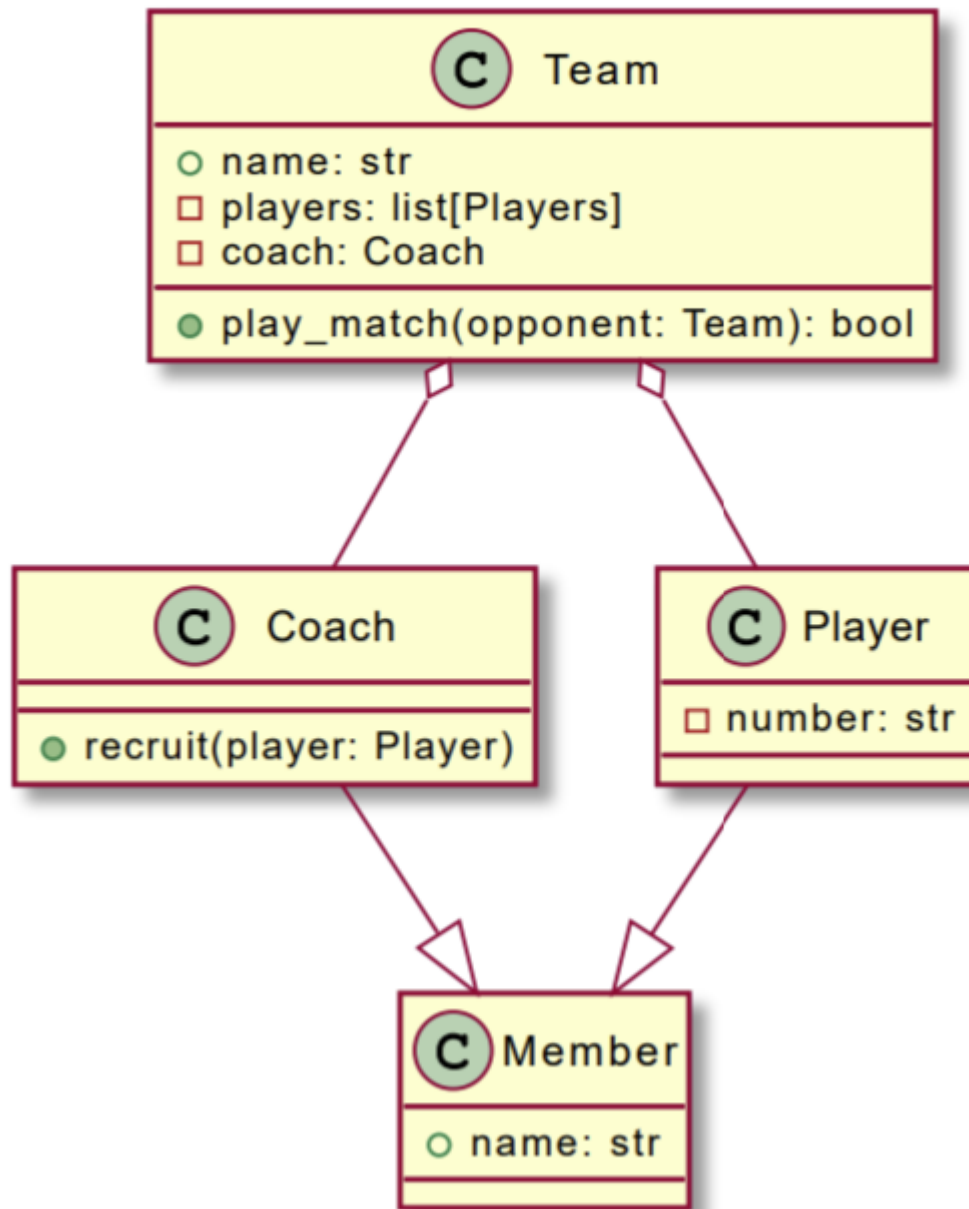 C Team
name: str
players: list[Players]
coach: Coach
play_match(opponent: Team): bool
C Coach
recruit(player: Player)
C Player
number: str
C Member
name: str